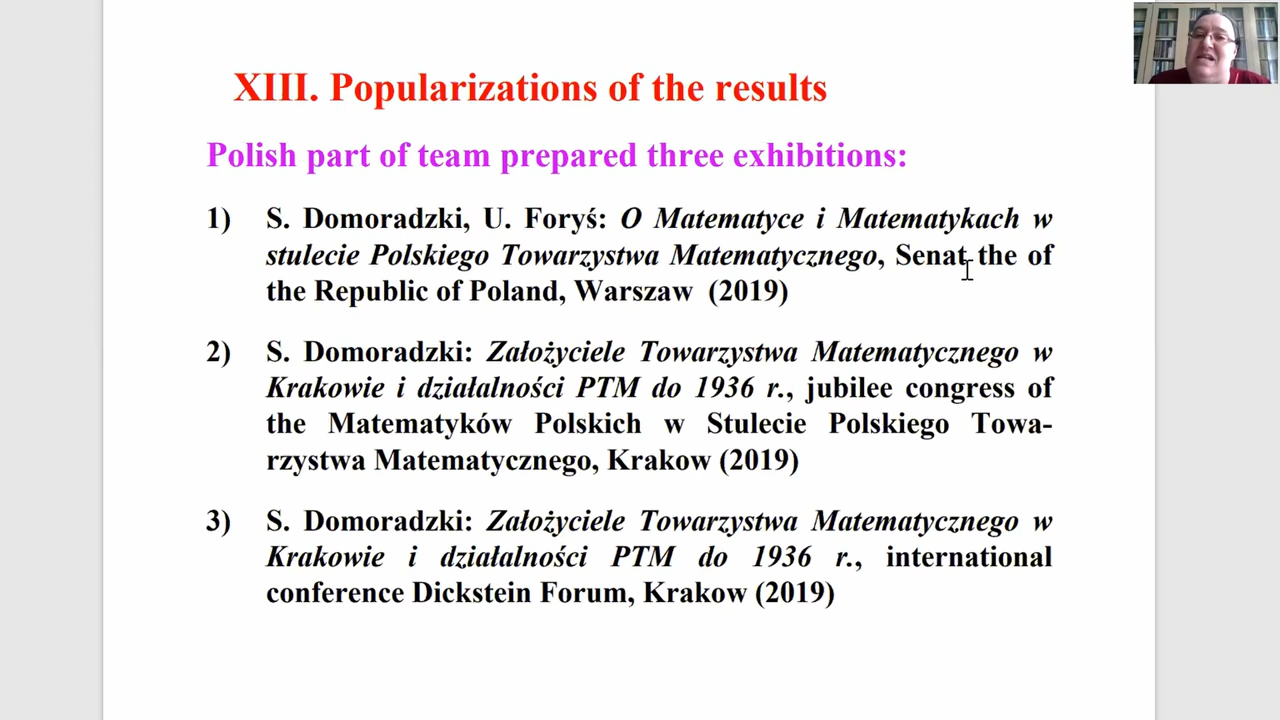 XIII. Popularizations of the results
Polish part of team prepared three exhibitions:
1) S. Domoradzki, U. Foryś: O Matematyce i Matematykach w
stulecie Polskiego Towarzystwa Matematycznego, Senat the of
the Republic of Poland, Warszaw (2019)
2) S. Domoradzki: Założyciele Towarzystwa Matematycznego w
Krakowie i działalności PTM do 1936 r., jubilee congress of
the Matematyków Polskich w Stulecie Polskiego Towa-
rzystwa Matematycznego, Krakow (2019)
3) S. Domoradzki: Założyciele Towarzystwa Matematycznego w
Krakowie i działalności PTM do 1936 r., international
conference Dickstein Forum, Krakow (2019)